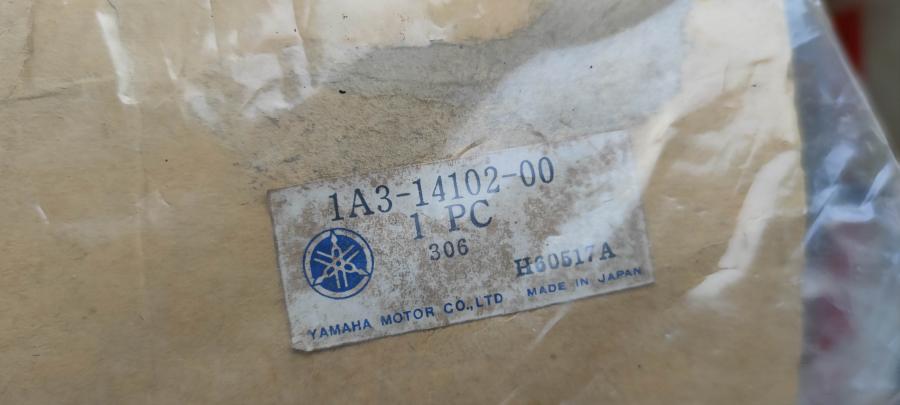 1A3-14102-00
1 PC
306
H60517A
YAMAHA MOTOR CO.,LTD MADE IN JAPAN